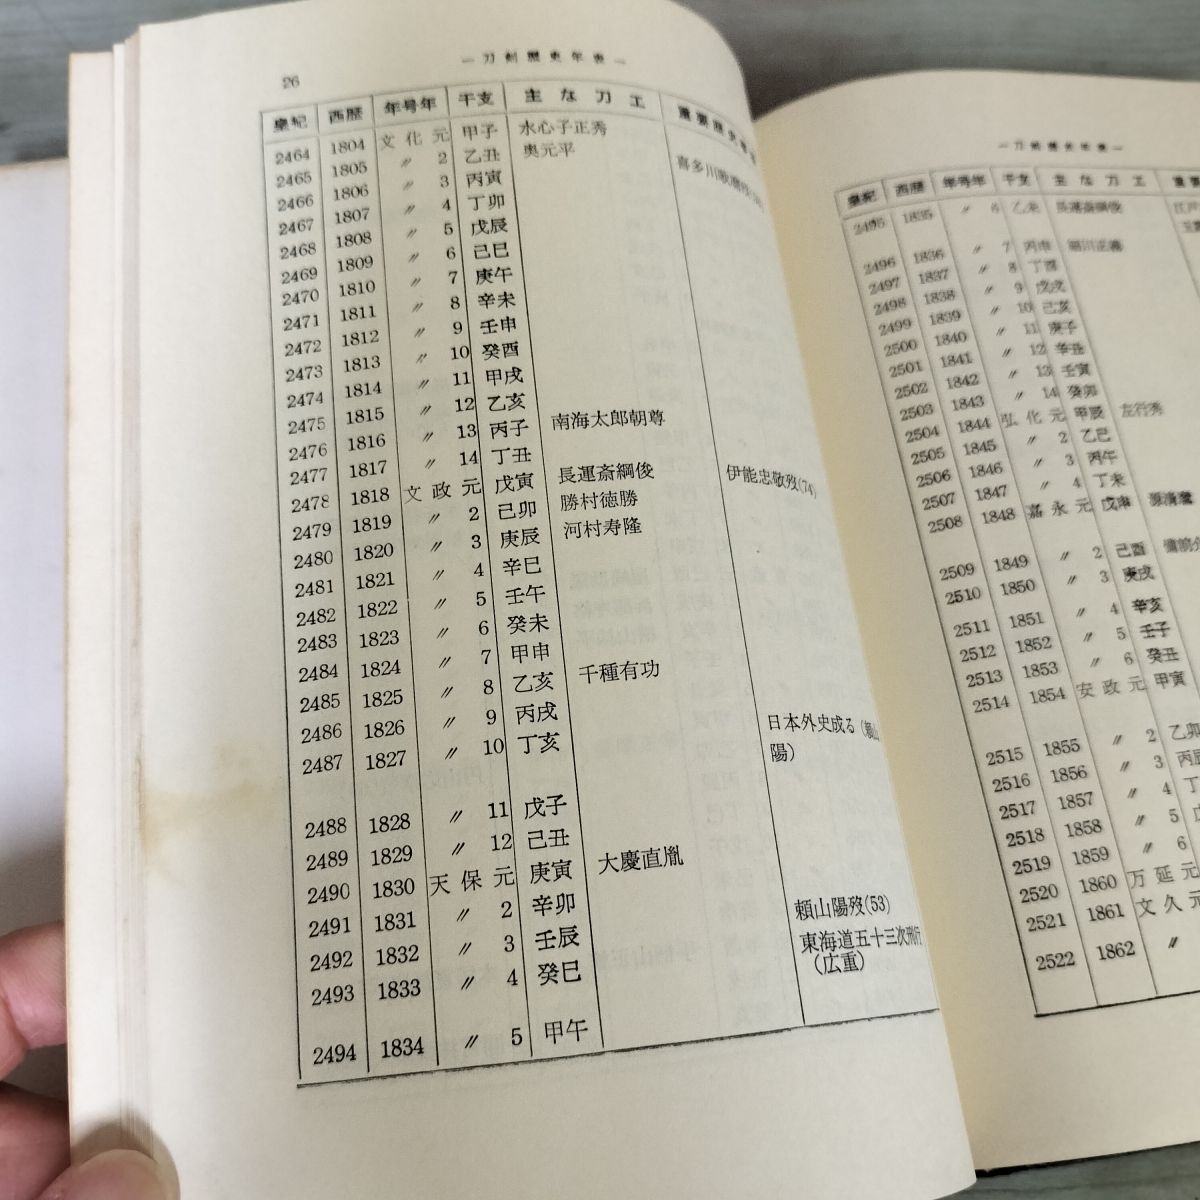 26
― 刀剣歴史年表 ―
皇紀 西暦 年号年 干支 主な刀工 重要歴史
2464 1804 文化元 甲子 水心子正秀
2465 1805 〃 2 乙丑 奥元平
2466 1806 〃 3 丙寅 喜多川歌麿歿
2467 1807 〃 4 丁卯
2468 1808 〃 5 戊辰
2469 1809 〃 6 己巳
2470 1810 〃 7 庚午
2471 1811 〃 8 辛未
2472 1812 〃 9 壬申
2473 1813 〃 10 癸酉
2474 1814 〃 11 甲戌
2475 1815 〃 12 乙亥
2476 1816 〃 13 丙子 南海太郎朝尊
2477 1817 〃 14 丁丑
2478 1818 文政元 戊寅 長運斎綱俊 伊能忠敬歿(74)
2479 1819 〃 2 己卯 勝村徳勝
2480 1820 〃 3 庚辰 河村寿隆
2481 1821 〃 4 辛巳
2482 1822 〃 5 壬午
2483 1823 〃 6 癸未
2484 1824 〃 7 甲申
2485 1825 〃 8 乙亥 千種有功
2486 1826 〃 9 丙戌
2487 1827 〃 10 丁亥 日本外史成る(頼山
陽)
2488 1828 〃 11 戊子
2489 1829 〃 12 己丑
2490 1830 天保元 庚寅 大慶直胤
2491 1831 〃 2 辛卯
2492 1832 〃 3 壬辰 頼山陽歿(53)
2493 1833 〃 4 癸巳 東海道五十三次刊行
(広重)
2494 1834 〃 5 甲午
― 刀剣歴史年表 ―
皇紀 西暦 年号年 干支 主な刀工 重要
2495 1835 〃 6 乙未 長運斎綱俊 江戸
2496 1836 〃 7 丙申 細川正義
2497 1837 〃 8 丁酉
2498 1838 〃 9 戊戌
2499 1839 〃 10 己亥
2500 1840 〃 11 庚子
2501 1841 〃 12 辛丑
2502 1842 〃 13 壬寅
2503 1843 〃 14 癸卯
2504 1844 弘化元 甲辰 左行秀
2505 1845 〃 2 乙巳
2506 1846 〃 3 丙午
2507 1847 〃 4 丁未
2508 1848 嘉永元 戊申 源清麿
2509 1849 〃 2 己酉
2510 1850 〃 3 庚戌
2511 1851 〃 4 辛亥
2512 1852 〃 5 壬子
2513 1853 〃 6 癸丑
2514 1854 安政元 甲寅
2515 1855 〃 2 乙卯
2516 1856 〃 3 丙辰
2517 1857 〃 4 丁
2518 1858 〃 5
2519 1859 〃 6
2520 1860 万延元
2521 1861 文久元
2522 1862 〃